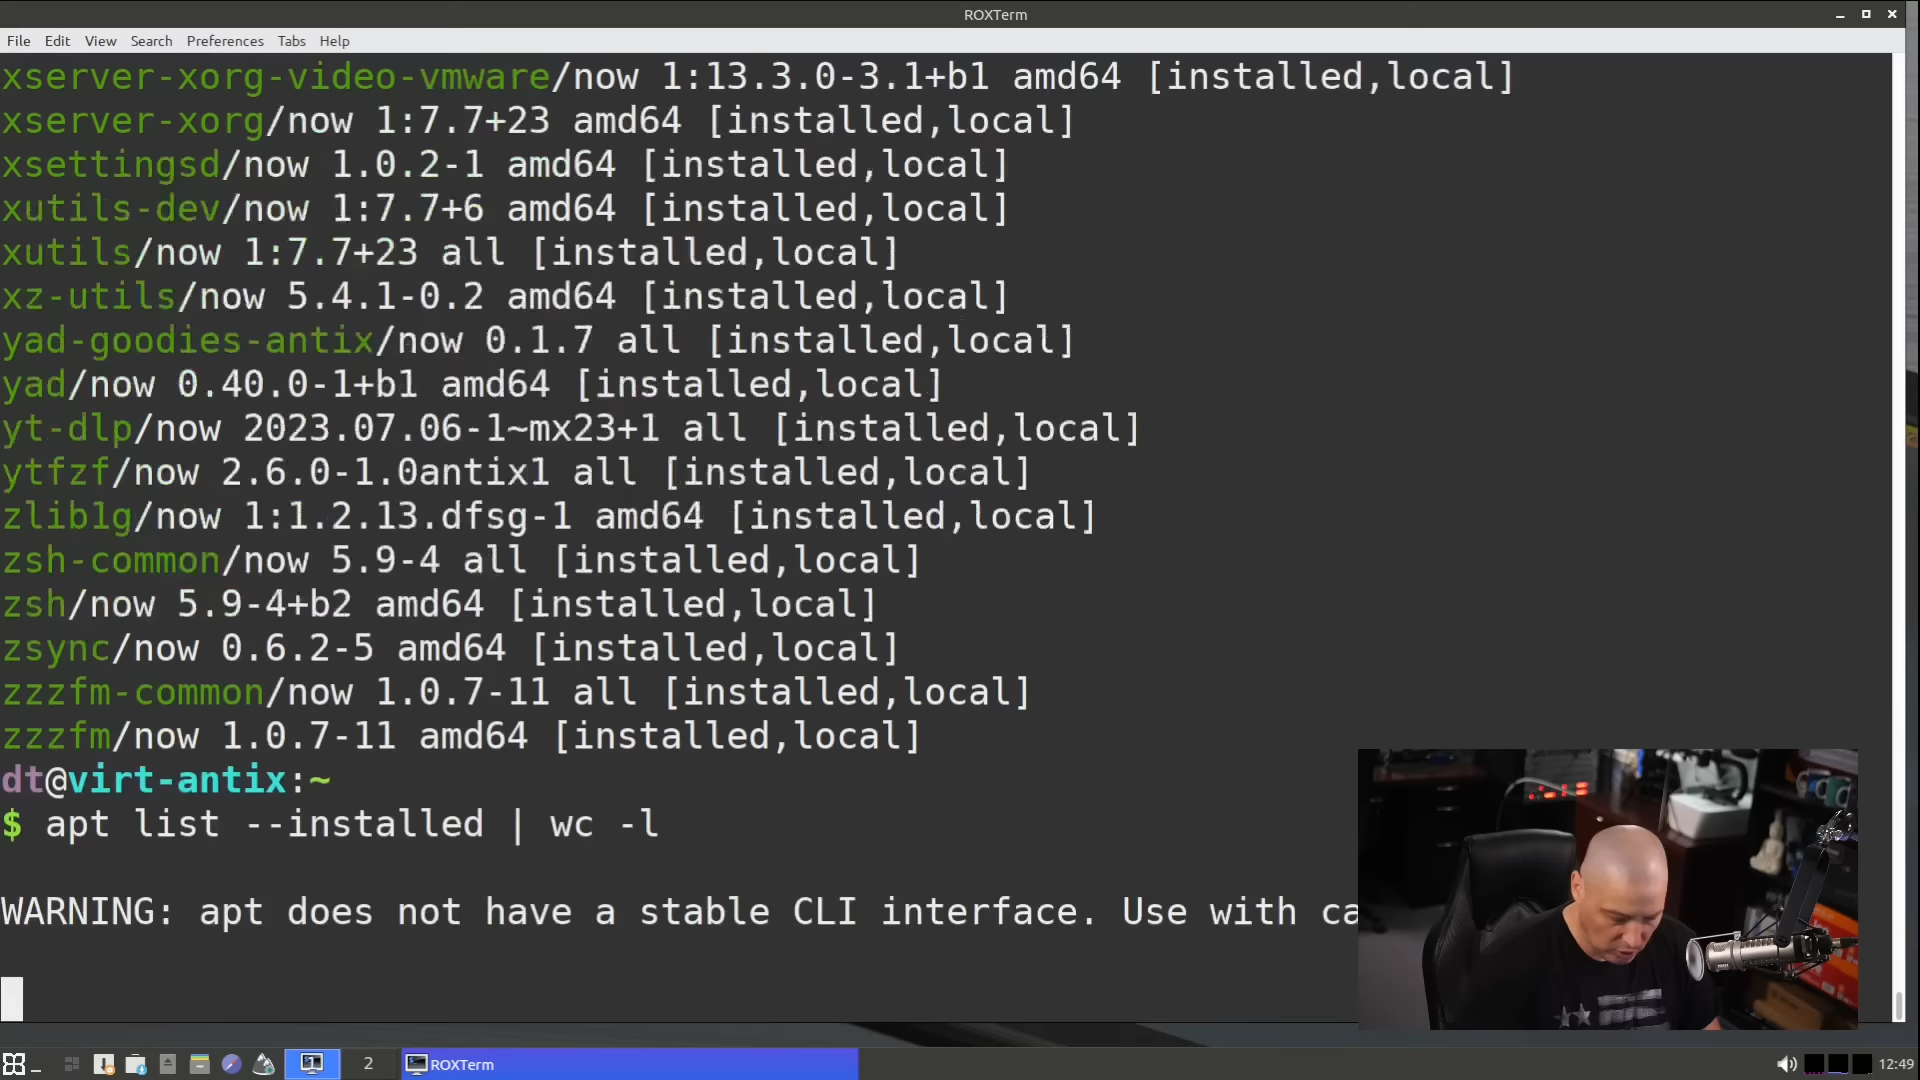 ROXTerm
File Edit View Search Preferences Tabs Help
xserver-xorg-video-vmware/now 1:13.3.0-3.1+b1 amd64 [installed,local]
xserver-xorg/now 1:7.7+23 amd64 [installed,local]
xsettingsd/now 1.0.2-1 amd64 [installed,local]
xutils-dev/now 1:7.7+6 amd64 [installed,local]
xutils/now 1:7.7+23 all [installed,local]
xz-utils/now 5.4.1-0.2 amd64 [installed,local]
yad-goodies-antix/now 0.1.7 all [installed,local]
yad/now 0.40.0-1+b1 amd64 [installed,local]
yt-dlp/now 2023.07.06-1~mx23+1 all [installed,local]
ytfzf/now 2.6.0-1.0antix1 all [installed,local]
zlib1g/now 1:1.2.13.dfsg-1 amd64 [installed,local]
zsh-common/now 5.9-4 all [installed,local]
zsh/now 5.9-4+b2 amd64 [installed,local]
zsync/now 0.6.2-5 amd64 [installed,local]
zzzfm-common/now 1.0.7-11 all [installed,local]
zzzfm/now 1.0.7-11 amd64 [installed,local]
dt@virt-antix:~
$ apt list --installed | wc -l
WARNING: apt does not have a stable CLI interface. Use with ca
1 2 ROXTerm 12:49